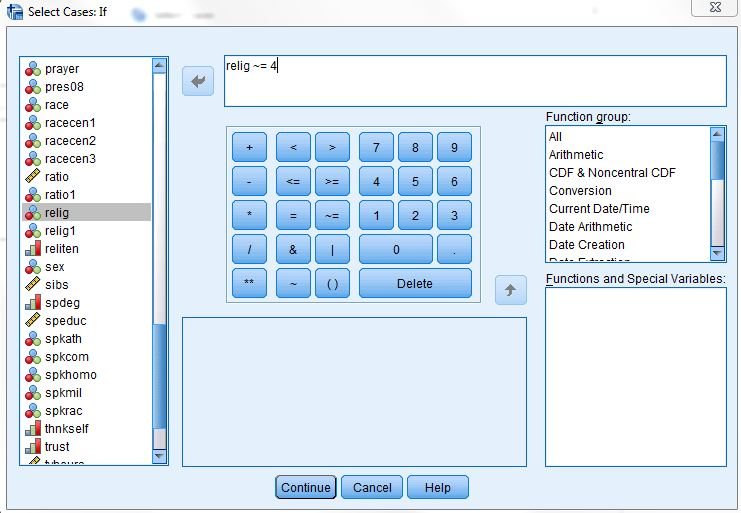 Select Cases: If
prayer
pres08
race
racecen1
racecen2
racecen3
ratio
ratio1
relig
relig1
reliten
sex
sibs
spdeg
speduc
spkath
spkcom
spkhomo
spkmil
spkrac
thnkself
trust
tvhours
relig ~= 4
+ < > 7 8 9
- <= >= 4 5 6
* = ~= 1 2 3
/ & | 0 .
** ~ ( ) Delete
Function group:
All
Arithmetic
CDF & Noncentral CDF
Conversion
Current Date/Time
Date Arithmetic
Date Creation
Date Extraction
Functions and Special Variables:
Continue Cancel Help